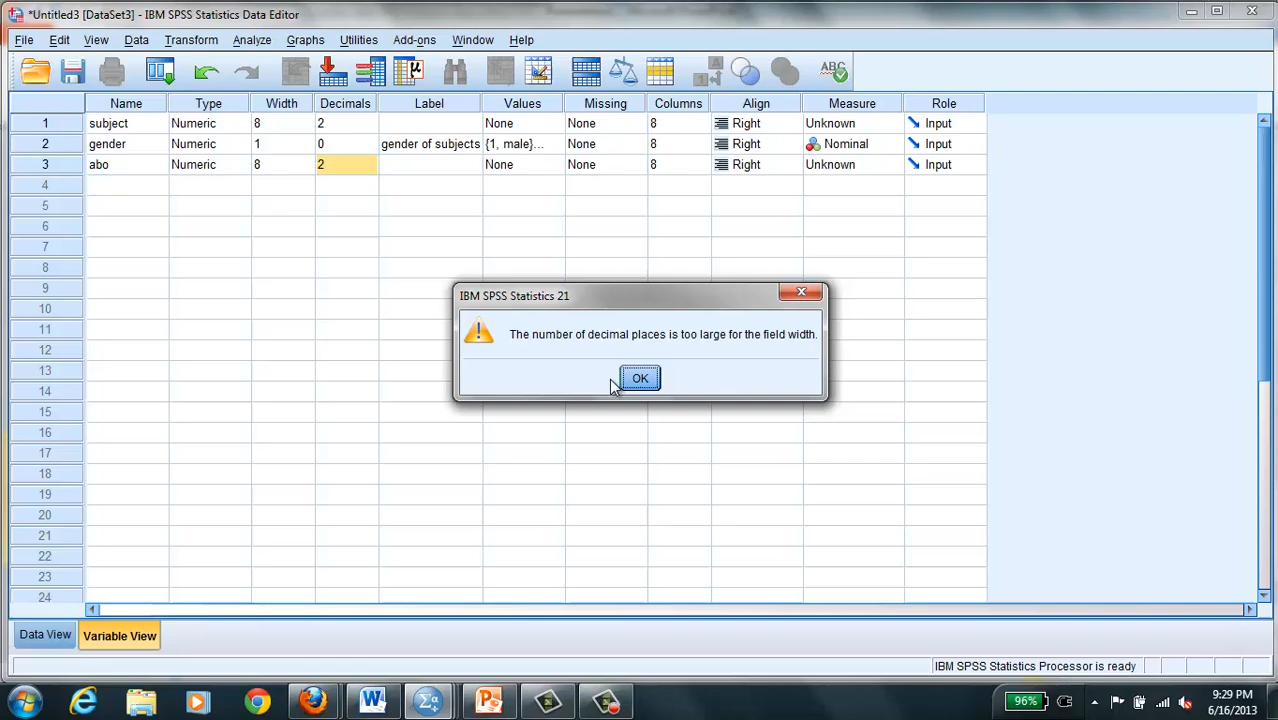 *Untitled3 [DataSet3] - IBM SPSS Statistics Data Editor
File Edit View Data Transform Analyze Graphs Utilities Add-ons Window Help
Name Type Width Decimals Label Values Missing Columns Align Measure Role
1 subject Numeric 8 2 None None 8 Right Unknown Input
2 gender Numeric 1 0 gender of subjects {1, male}... None 8 Right Nominal Input
3 abo Numeric 8 2 None None 8 Right Unknown Input
4
5
6
7
8
9
10
11
12
13
14
15
16
17
18
19
20
21
22
23
24
IBM SPSS Statistics 21
The number of decimal places is too large for the field width.
OK
Data View Variable View
IBM SPSS Statistics Processor is ready
96%
9:29 PM
6/16/2013